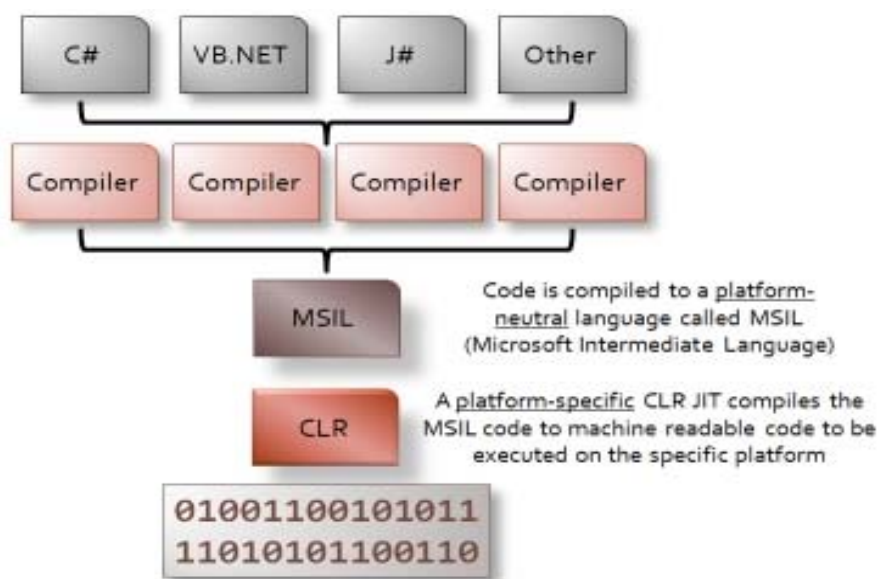 C#
VB.NET
J#
Other
Compiler
Compiler
Compiler
Compiler
MSIL
Code is compiled to a platform-
neutral language called MSIL
(Microsoft Intermediate Language)
CLR
A platform-specific CLR JIT compiles the
MSIL code to machine readable code to be
executed on the specific platform
01001100101011
11010101100110